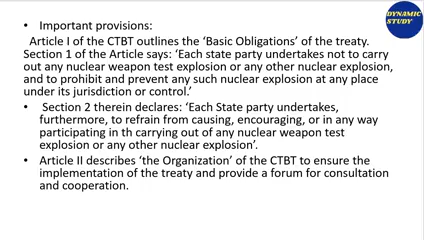 DYNAMIC
STUDY
• Important provisions:
Article I of the CTBT outlines the ‘Basic Obligations’ of the treaty.
Section 1 of the Article says: ‘Each state party undertakes not to carry
out any nuclear weapon test explosion or any other nuclear explosion,
and to prohibit and prevent any such nuclear explosion at any place
under its jurisdiction or control.’
• Section 2 therein declares: ‘Each State party undertakes,
furthermore, to refrain from causing, encouraging, or in any way
participating in th carrying out of any nuclear weapon test
explosion or any other nuclear explosion’.
• Article II describes ‘the Organization’ of the CTBT to ensure the
implementation of the treaty and provide a forum for consultation
and cooperation.